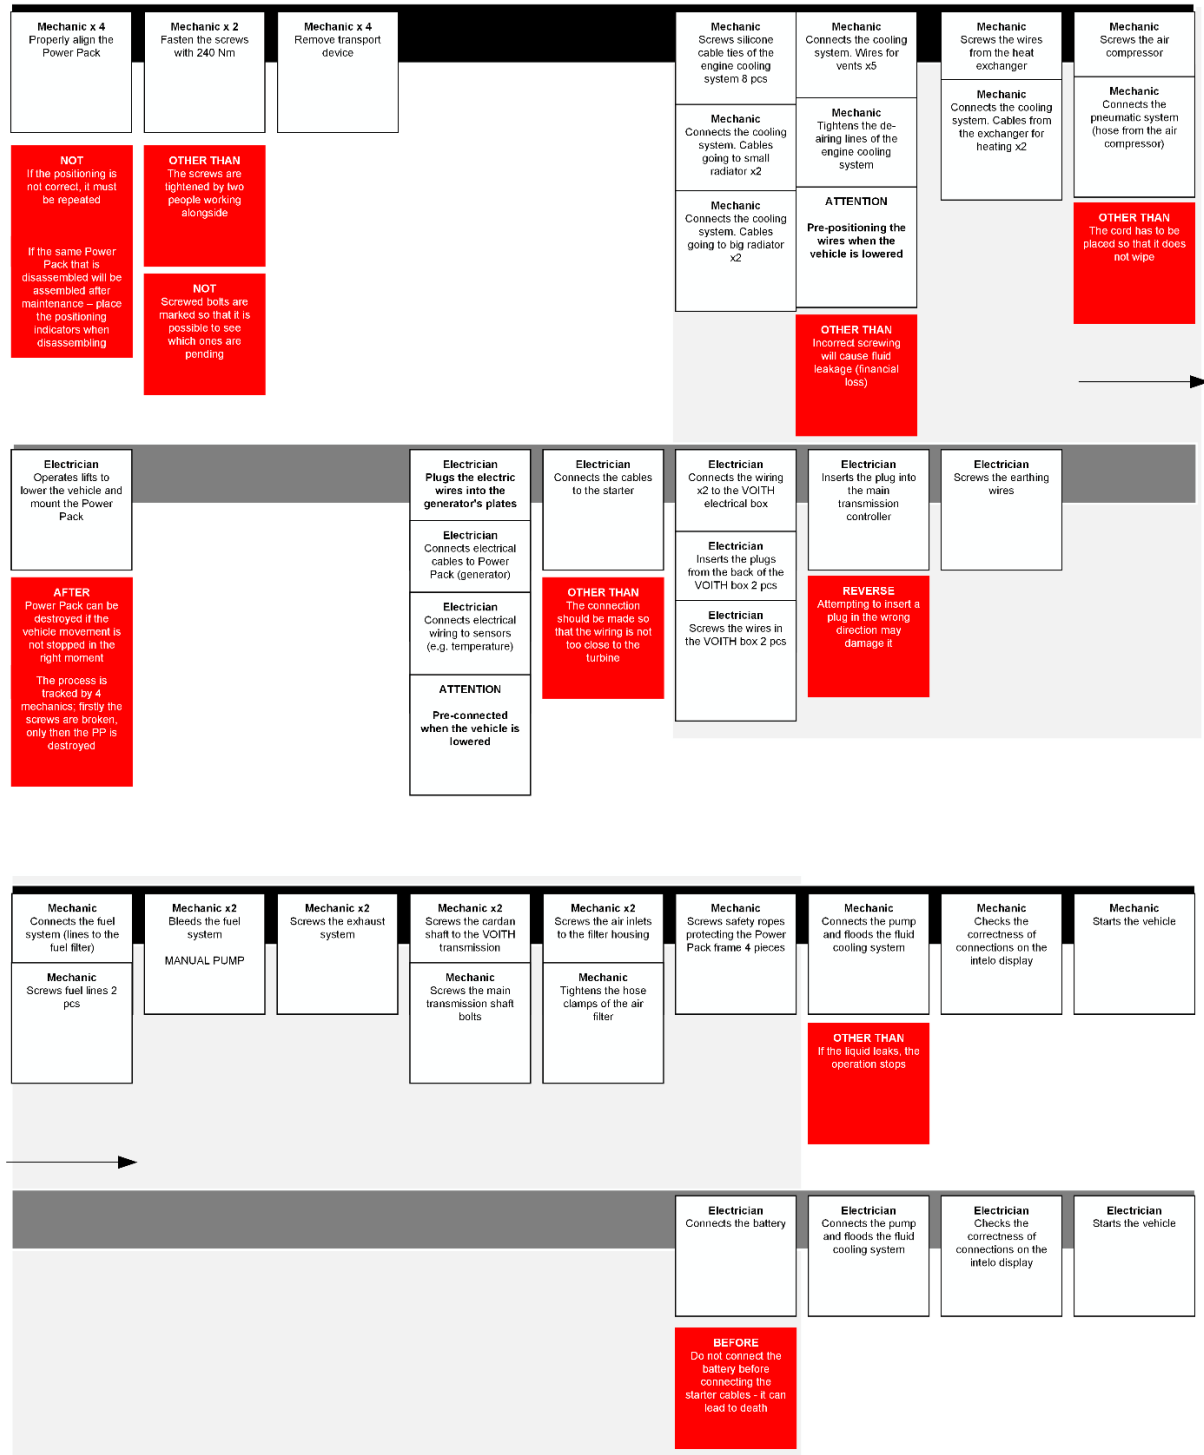 Mechanic x 4
Properly align the
Power Pack
NOT
If the positioning is
not correct, it must
be repeated
If the same Power
Pack that is
disassembled will be
assembled after
maintenance – place
the positioning
indicators when
disassembling
Mechanic x 2
Fasten the screws
with 240 Nm
OTHER THAN
The screws are
tightened by two
people working
alongside
NOT
Screwed bolts are
marked so that it is
possible to see
which ones are
pending
Mechanic x 4
Remove transport
device
Mechanic
Screws silicone
cable ties of the
engine cooling
system 8 pcs
Mechanic
Connects the cooling
system. Cables
going to small
radiator x2
Mechanic
Connects the cooling
system. Cables
going to big radiator
x2
Mechanic
Connects the cooling
system. Wires for
vents x5
Mechanic
Tightens the de-
airing lines of the
engine cooling
system
ATTENTION
Pre-positioning the
wires when the
vehicle is lowered
OTHER THAN
Incorrect screwing
will cause fluid
leakage (financial
loss)
Mechanic
Screws the wires
from the heat
exchanger
Mechanic
Connects the cooling
system. Cables from
the exchanger for
heating x2
Mechanic
Screws the air
compressor
Mechanic
Connects the
pneumatic system
(hose from the air
compressor)
OTHER THAN
The cord has to be
placed so that it does
not wipe
Electrician
Operates lifts to
lower the vehicle and
mount the Power
Pack
AFTER
Power Pack can be
destroyed if the
vehicle movement is
not stopped in the
right moment
The process is
tracked by 4
mechanics; firstly the
screws are broken,
only then the PP is
destroyed
Electrician
Plugs the electric
wires into the
generator's plates
Electrician
Connects electrical
cables to Power
Pack (generator)
Electrician
Connects electrical
wiring to sensors
(e.g. temperature)
ATTENTION
Pre-connected
when the vehicle is
lowered
Electrician
Connects the cables
to the starter
OTHER THAN
The connection
should be made so
that the wiring is not
too close to the
turbine
Electrician
Connects the wiring
x2 to the VOITH
electrical box
Electrician
Inserts the plugs
from the back of the
VOITH box 2 pcs
Electrician
Screws the wires in
the VOITH box 2 pcs
Electrician
Inserts the plug into
the main
transmission
controller
REVERSE
Attempting to insert a
plug in the wrong
direction may
damage it
Electrician
Screws the earthing
wires
Mechanic
Connects the fuel
system (lines to the
fuel filter)
Mechanic
Screws fuel lines 2
pcs
Mechanic x2
Bleeds the fuel
system
MANUAL PUMP
Mechanic x2
Screws the exhaust
system
Mechanic x2
Screws the cardan
shaft to the VOITH
transmission
Mechanic
Screws the main
transmission shaft
bolts
Mechanic x2
Screws the air inlets
to the filter housing
Mechanic
Tightens the hose
clamps of the air
filter
Mechanic
Screws safety ropes
protecting the Power
Pack frame 4 pieces
Mechanic
Connects the pump
and floods the fluid
cooling system
OTHER THAN
If the liquid leaks, the
operation stops
Mechanic
Checks the
correctness of
connections on the
intelo display
Mechanic
Starts the vehicle
Electrician
Connects the battery
BEFORE
Do not connect the
battery before
connecting the
starter cables - it can
lead to death
Electrician
Connects the pump
and floods the fluid
cooling system
Electrician
Checks the
correctness of
connections on the
intelo display
Electrician
Starts the vehicle